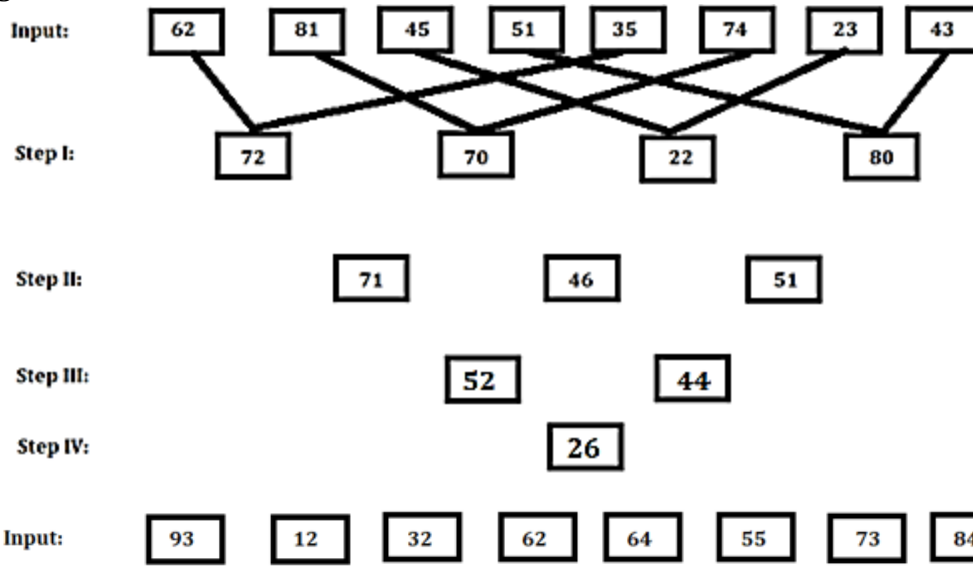 Input: 62 81 45 51 35 74 23 43
Step I: 72 70 22 80
Step II: 71 46 51
Step III: 52 44
Step IV: 26
Input: 93 12 32 62 64 55 73 84